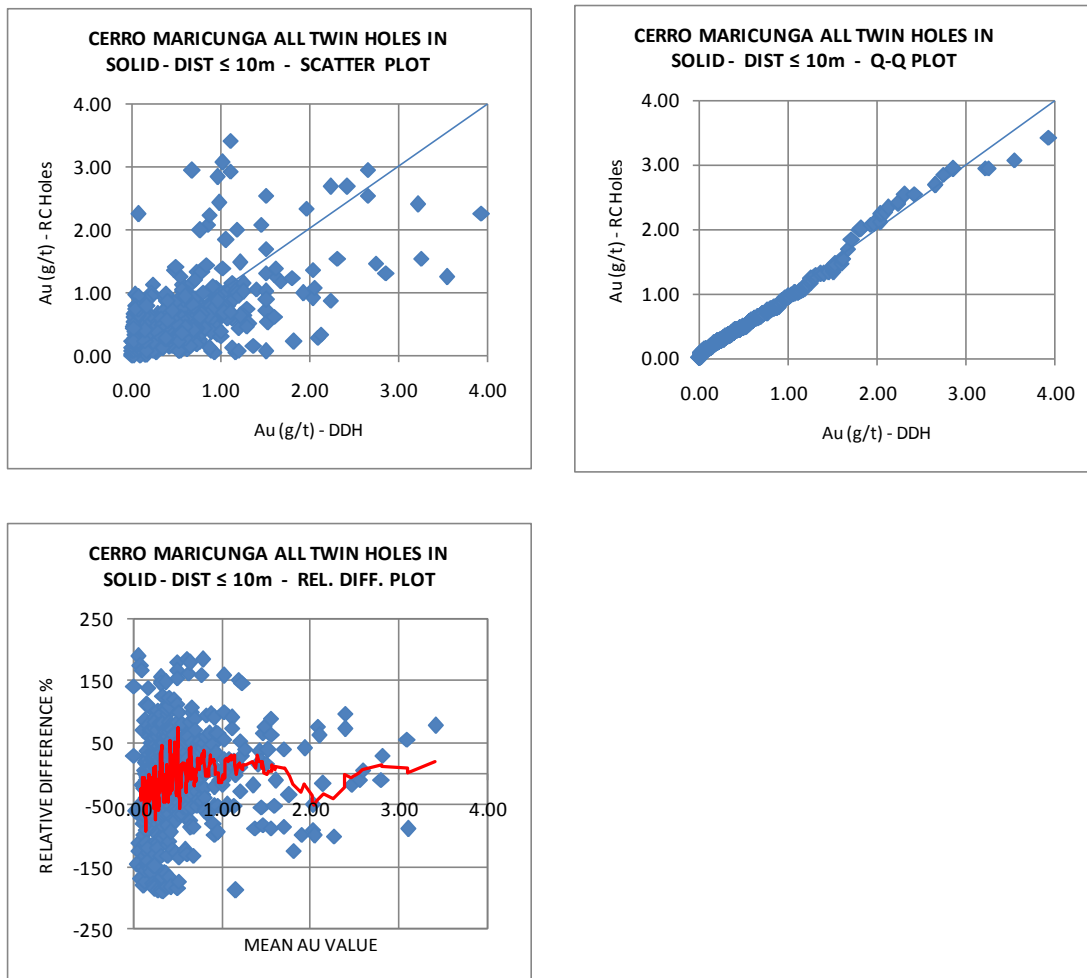 CERRO MARICUNGA ALL TWIN HOLES IN
SOLID - DIST ≤ 10m - SCATTER PLOT
4.00
3.00
2.00
1.00
0.00
0.00 1.00 2.00 3.00 4.00
Au (g/t) - RC Holes
Au (g/t) - DDH
CERRO MARICUNGA ALL TWIN HOLES IN
SOLID - DIST ≤ 10m - Q-Q PLOT
4.00
3.00
2.00
1.00
0.00
0.00 1.00 2.00 3.00 4.00
Au (g/t) - RC Holes
Au (g/t) - DDH
CERRO MARICUNGA ALL TWIN HOLES IN
SOLID - DIST ≤ 10m - REL. DIFF. PLOT
250
150
50
-50
-150
-250
0.00 1.00 2.00 3.00 4.00
RELATIVE DIFFERENCE %
MEAN AU VALUE